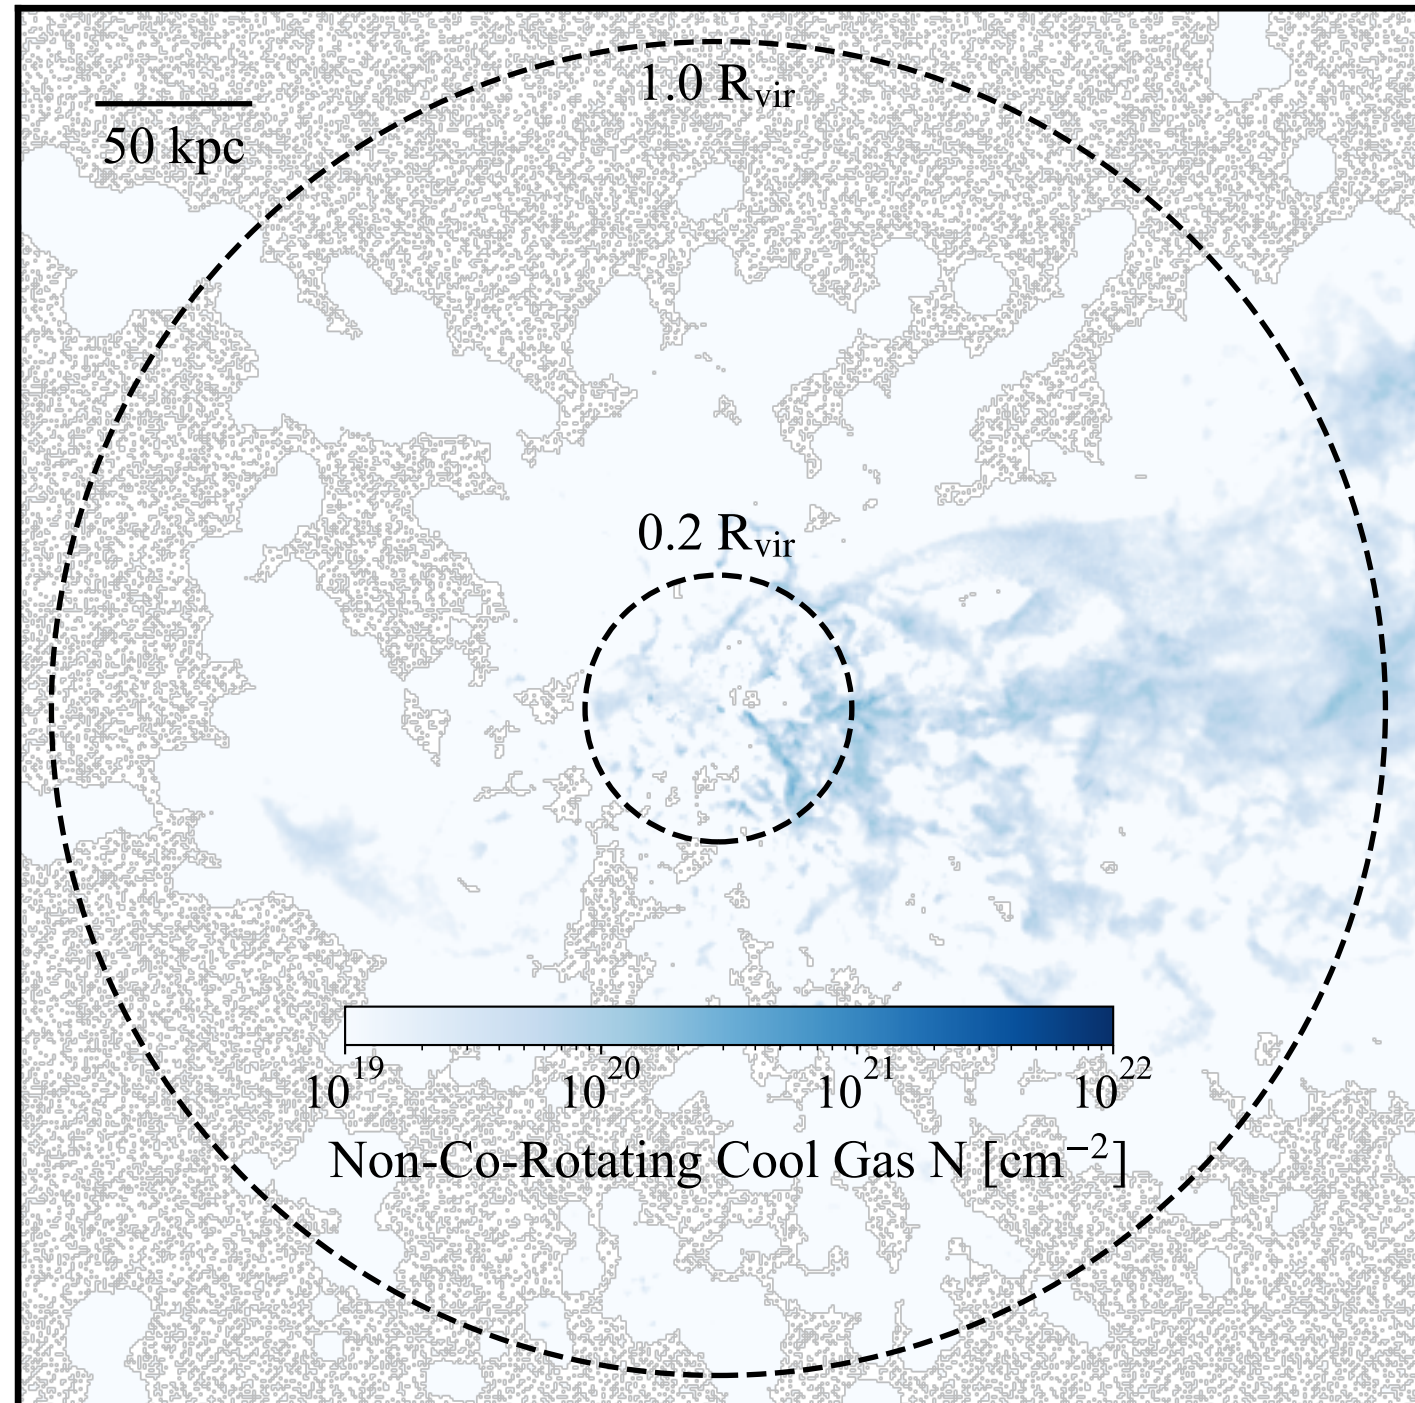 1.0 R_vir
50 kpc
0.2 R_vir
10^19 10^20 10^21 10^22
Non-Co-Rotating Cool Gas N [cm^−2]